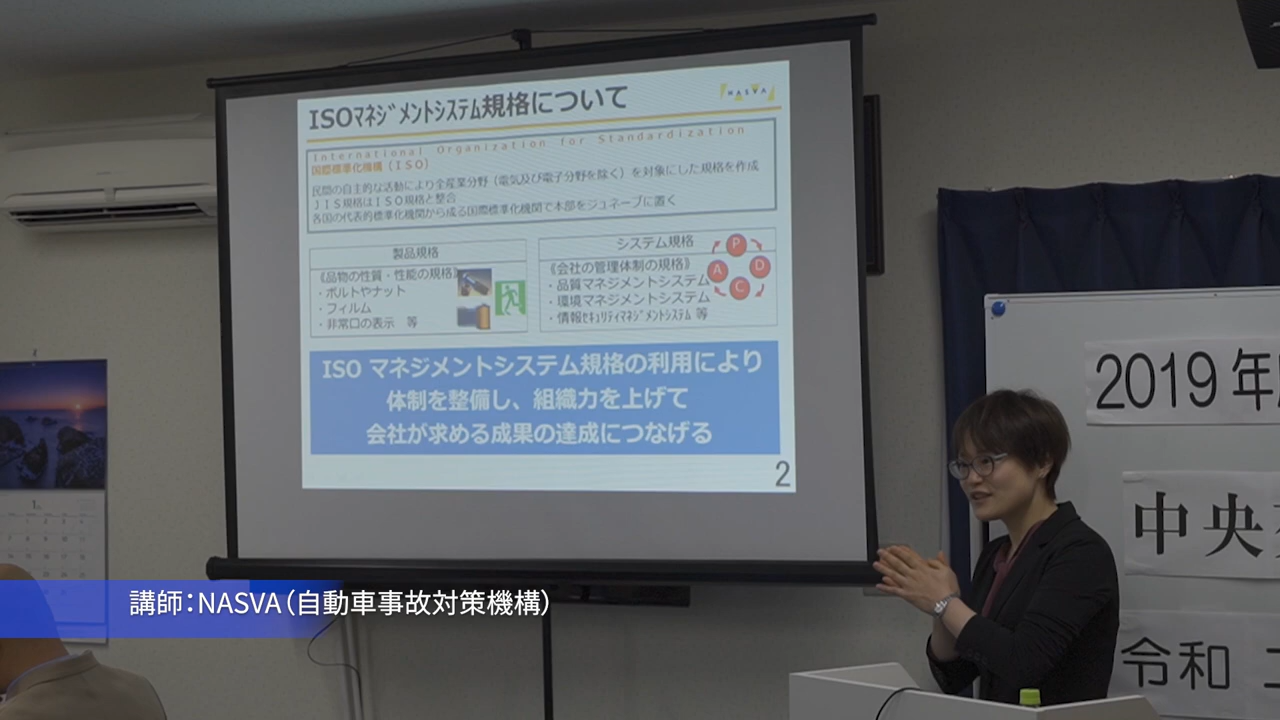 ISOﾏﾈｼﾞﾒﾝﾄｼｽﾃﾑ規格について
NASVA
International Organization for Standardization
国際標準化機構(ISO)
民間の自主的な活動により全産業分野(電気及び電子分野を除く)を対象にした規格を作成
JIS規格はISO規格と整合
各国の代表的標準化機関から成る国際標準化機関で本部をジュネーブに置く
製品規格
《品物の性質・性能の規格》
・ボルトやナット
・フィルム
・非常口の表示 等
システム規格
《会社の管理体制の規格》
・品質マネジメントシステム
・環境マネジメントシステム
・情報ｾｷｭﾘﾃｨﾏﾈｼﾞﾒﾝﾄｼｽﾃﾑ 等
P
D
C
A
ISO マネジメントシステム規格の利用により
体制を整備し、組織力を上げて
会社が求める成果の達成につなげる
2
2019年
中央
令和
1
講師：NASVA（自動車事故対策機構）